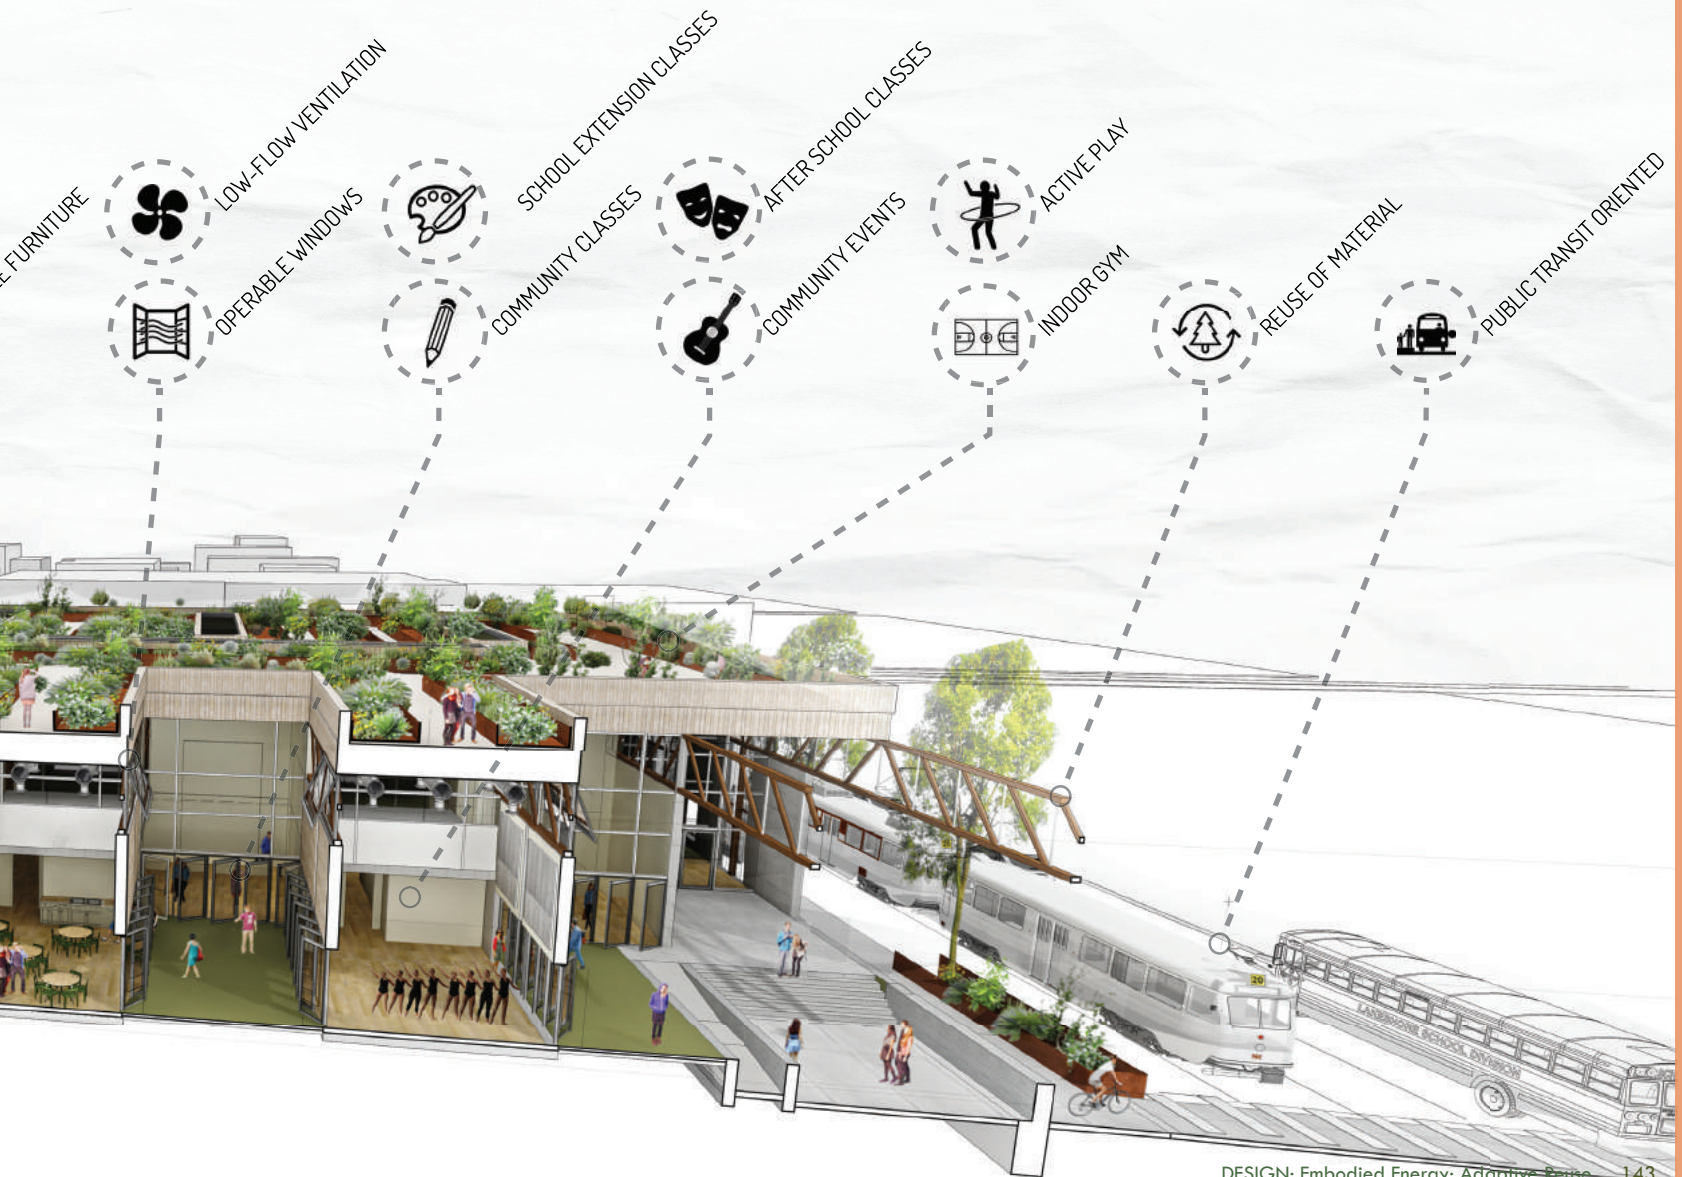 FURNITURE
LOW-FLOW VENTILATION
OPERABLE WINDOWS
SCHOOL EXTENSION CLASSES
COMMUNITY CLASSES
AFTER SCHOOL CLASSES
COMMUNITY EVENTS
ACTIVE PLAY
INDOOR GYM
REUSE OF MATERIAL
PUBLIC TRANSIT ORIENTED
20
SCHOOL DIVISION
DESIGN: Embodied Energy: Adaptive Reuse 143